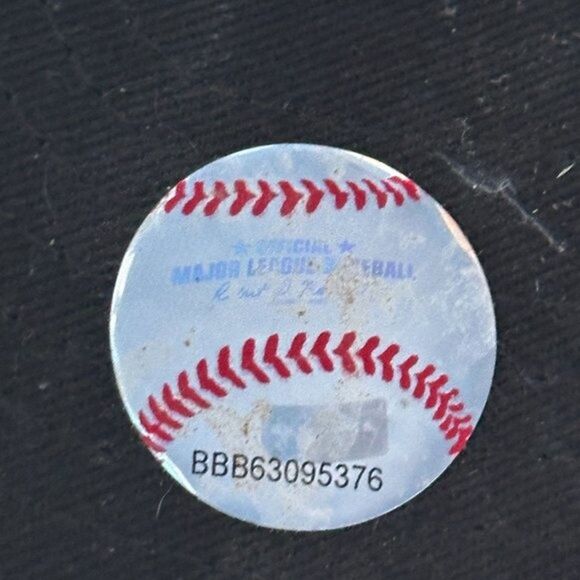 ★ OFFICIAL ★
MAJOR LEAGUE BASEBALL
BBB63095376